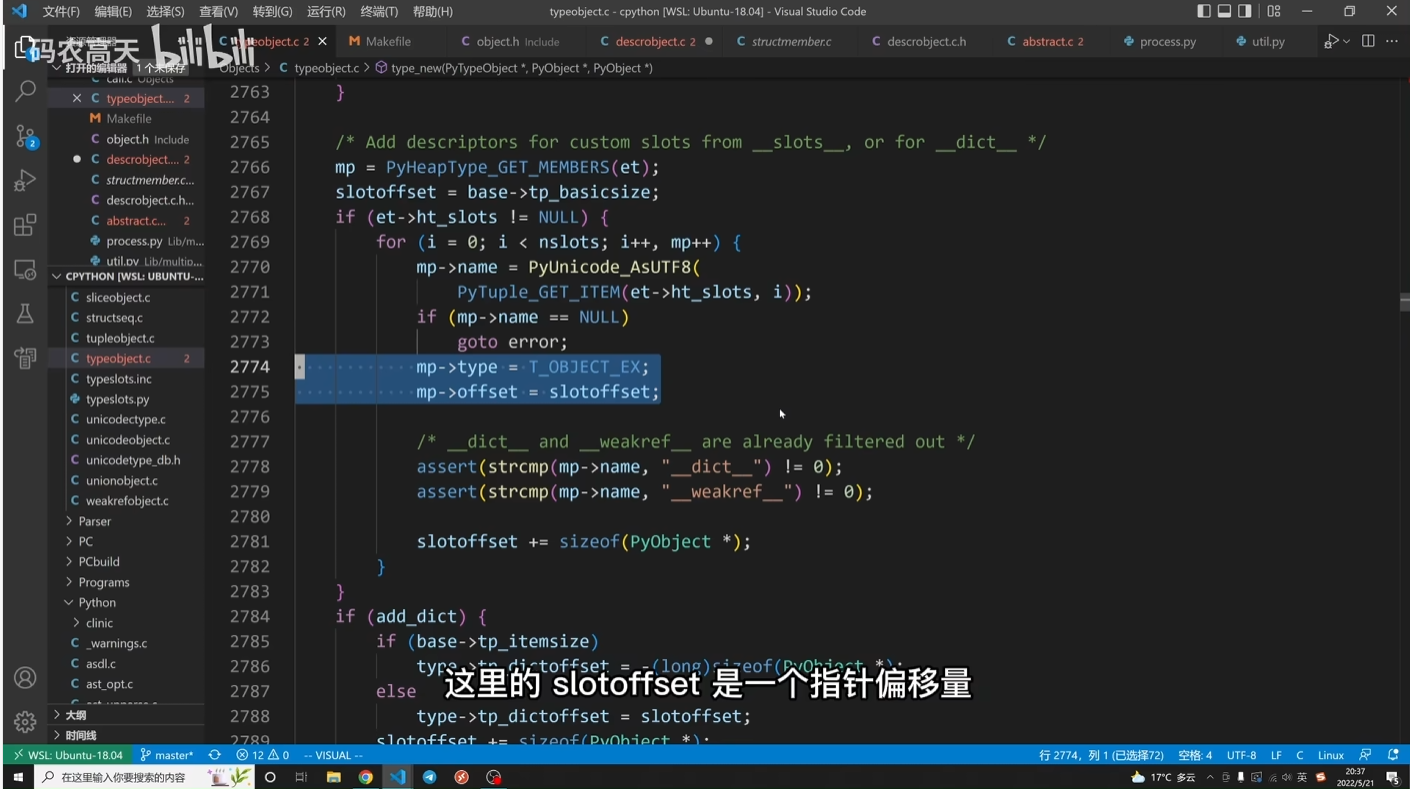 文件(F) 编辑(E) 选择(S) 查看(V) 转到(G) 运行(R) 终端(T) 帮助(H) typeobject.c - cpython [WSL: Ubuntu-18.04] - Visual Studio Code
码农高天 bilibili
typeobject.c 2 Makefile object.h Include descrobject.c 2 structmember.c descrobject.c.h abstract.c 2 process.py util.py
打开的编辑器 1 个未保存
Objects > C typeobject.c > type_new(PyTypeObject *, PyObject *, PyObject *)
call.c Objects
typeobject.... 2
Makefile
object.h Include
descrobject.... 2
structmember.c...
descrobject.c.h...
abstract.c... 2
process.py Lib/m...
util.py Lib/multip...
CPYTHON [WSL: UBUNTU-...
sliceobject.c
structseq.c
tupleobject.c
typeobject.c 2
typeslots.inc
typeslots.py
unicodectype.c
unicodeobject.c
unicodetype_db.h
unionobject.c
weakrefobject.c
Parser
PC
PCbuild
Programs
Python
clinic
_warnings.c
asdl.c
ast_opt.c
大纲
时间线
2763 }
2764
2765 /* Add descriptors for custom slots from __slots__, or for __dict__ */
2766 mp = PyHeapType_GET_MEMBERS(et);
2767 slotoffset = base->tp_basicsize;
2768 if (et->ht_slots != NULL) {
2769 for (i = 0; i < nslots; i++, mp++) {
2770 mp->name = PyUnicode_AsUTF8(
2771 PyTuple_GET_ITEM(et->ht_slots, i));
2772 if (mp->name == NULL)
2773 goto error;
2774 mp->type = T_OBJECT_EX;
2775 mp->offset = slotoffset;
2776
2777 /* __dict__ and __weakref__ are already filtered out */
2778 assert(strcmp(mp->name, "__dict__") != 0);
2779 assert(strcmp(mp->name, "__weakref__") != 0);
2780
2781 slotoffset += sizeof(PyObject *);
2782 }
2783 }
2784 if (add_dict) {
2785 if (base->tp_itemsize)
2786 type->tp_dictoffset = -(long)sizeof(PyObject *);
2787 else
2788 type->tp_dictoffset = slotoffset;
2789 slotoffset += sizeof(PyObject *);
这里的 slotoffset 是一个指针偏移量
WSL: Ubuntu-18.04 master* 12 0 -- VISUAL -- 行 2774，列 1 (已选择72) 空格: 4 UTF-8 LF C Linux
在这里输入你要搜索的内容 17°C 多云 英 20:37
2022/5/21 5